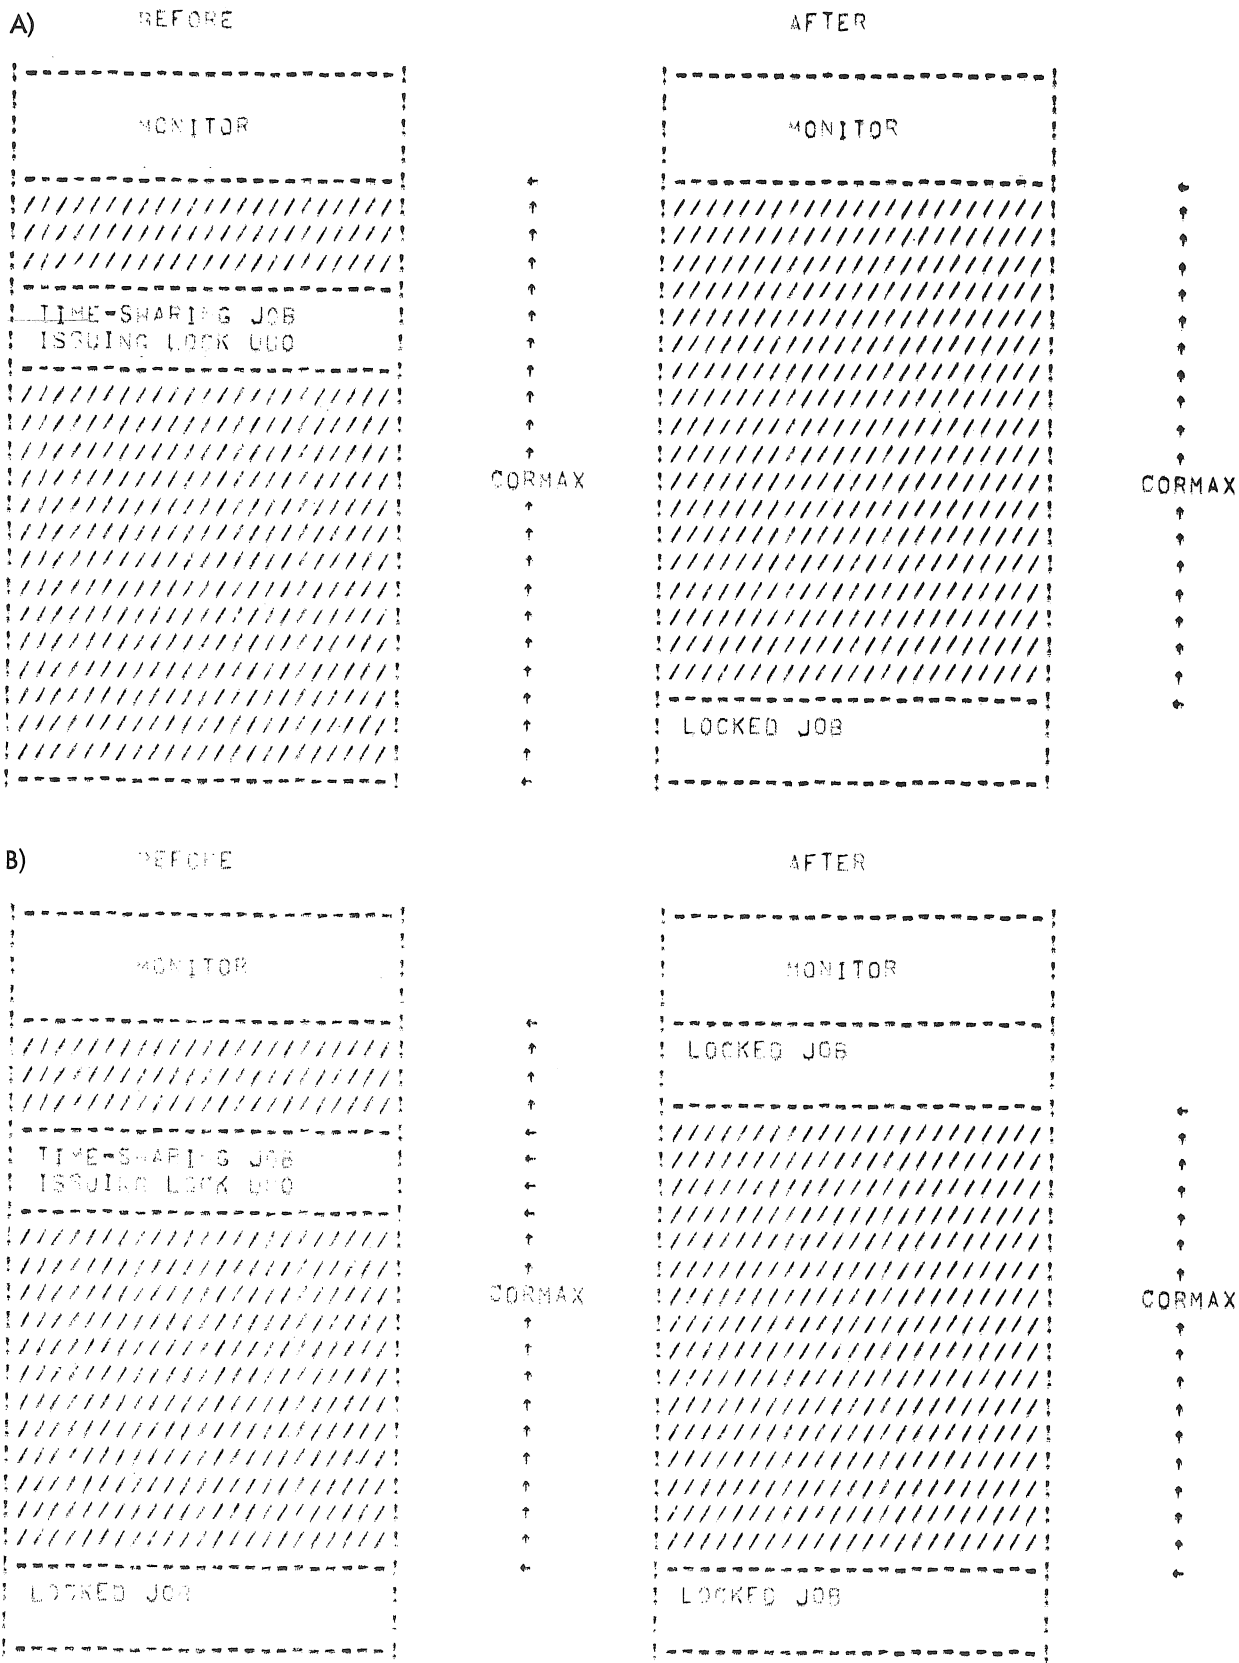 A)
BEFORE AFTER
MONITOR MONITOR
TIME-SHARING JOB
ISSUING LOCK UUO
CORMAX CORMAX
LOCKED JOB
B)
BEFORE AFTER
MONITOR MONITOR
LOCKED JOB
TIME-SHARING JOB
ISSUING LOCK UUO
CORMAX CORMAX
LOCKED JOB LOCKED JOB